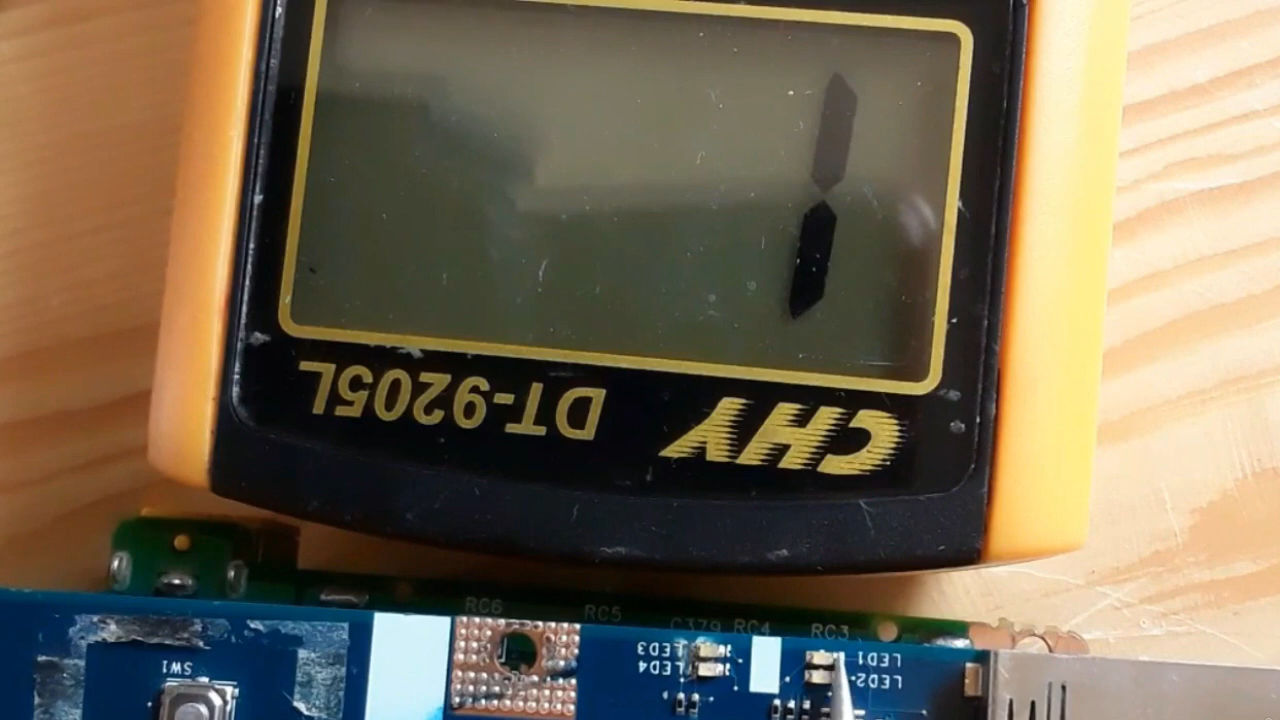 1
CHY DT-9205L
RC6 RC5 C379 RC4 RC3
LED3
LED4
LED1
LED2
SW1